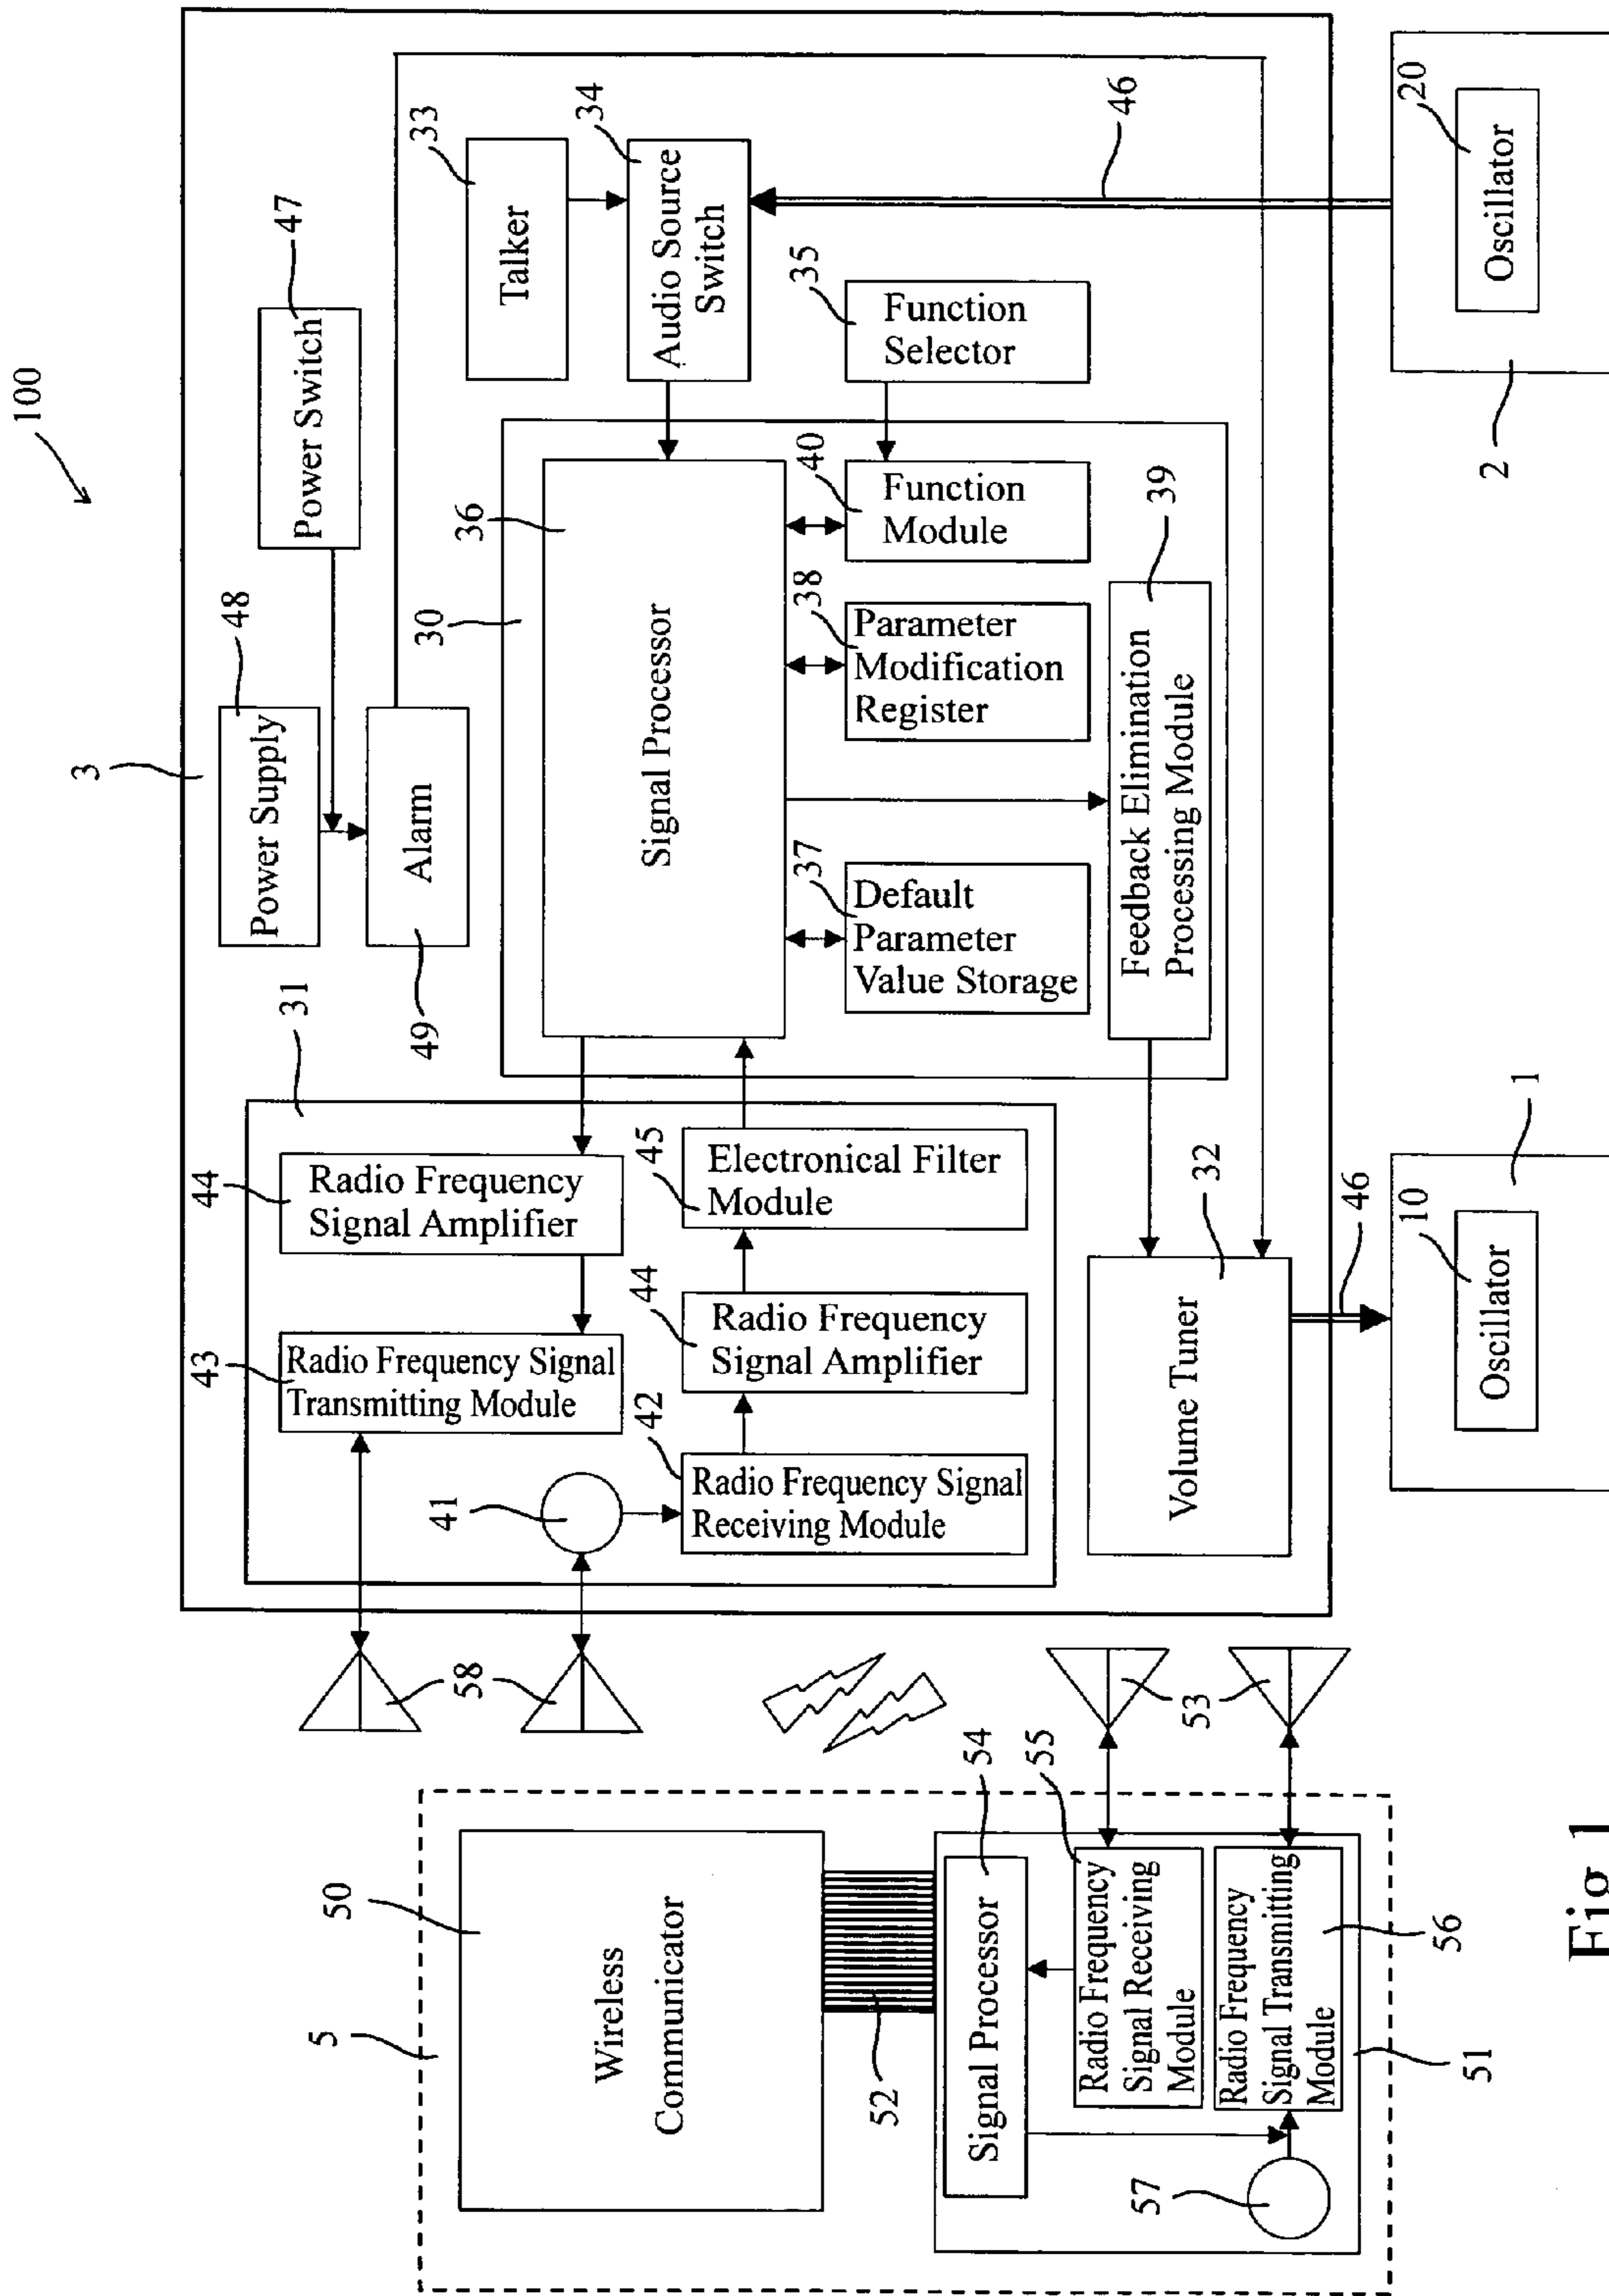 100
3
Power Supply
48
Power Switch
47
Alarm
49
31
44
Radio Frequency
Signal Amplifier
43
Radio Frequency Signal
Transmitting Module
41
42
Radio Frequency Signal
Receiving Module
44
Radio Frequency
Signal Amplifier
45
Electronical Filter
Module
30
36
Signal Processor
37
Default
Parameter
Value Storage
38
Parameter
Modification
Register
40
Function
Module
39
Feedback Elimination
Processing Module
33
Talker
34
Audio Source
Switch
35
Function
Selector
46
32
Volume Tuner
46
1
10
Oscillator
2
20
Oscillator
58
53
5
50
Wireless
Communicator
52
54
Signal Processor
55
Radio Frequency
Signal Receiving
Module
56
Radio Frequency
Signal Transmitting
Module
57
51
Fig 1